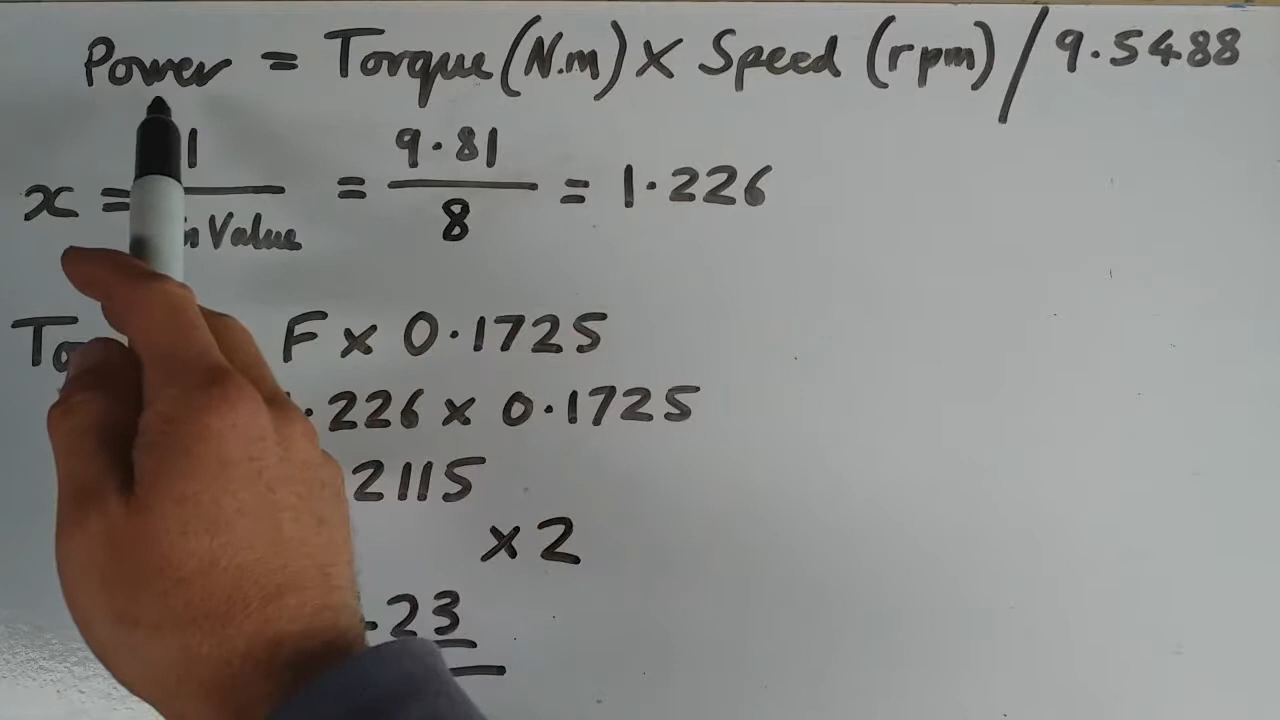 Power = Torque (N.m) × Speed (rpm) / 9.5488
1 9.81
x = = = 1.226
Value 8
F × 0.1725
.226 × 0.1725
2115
× 2
.23